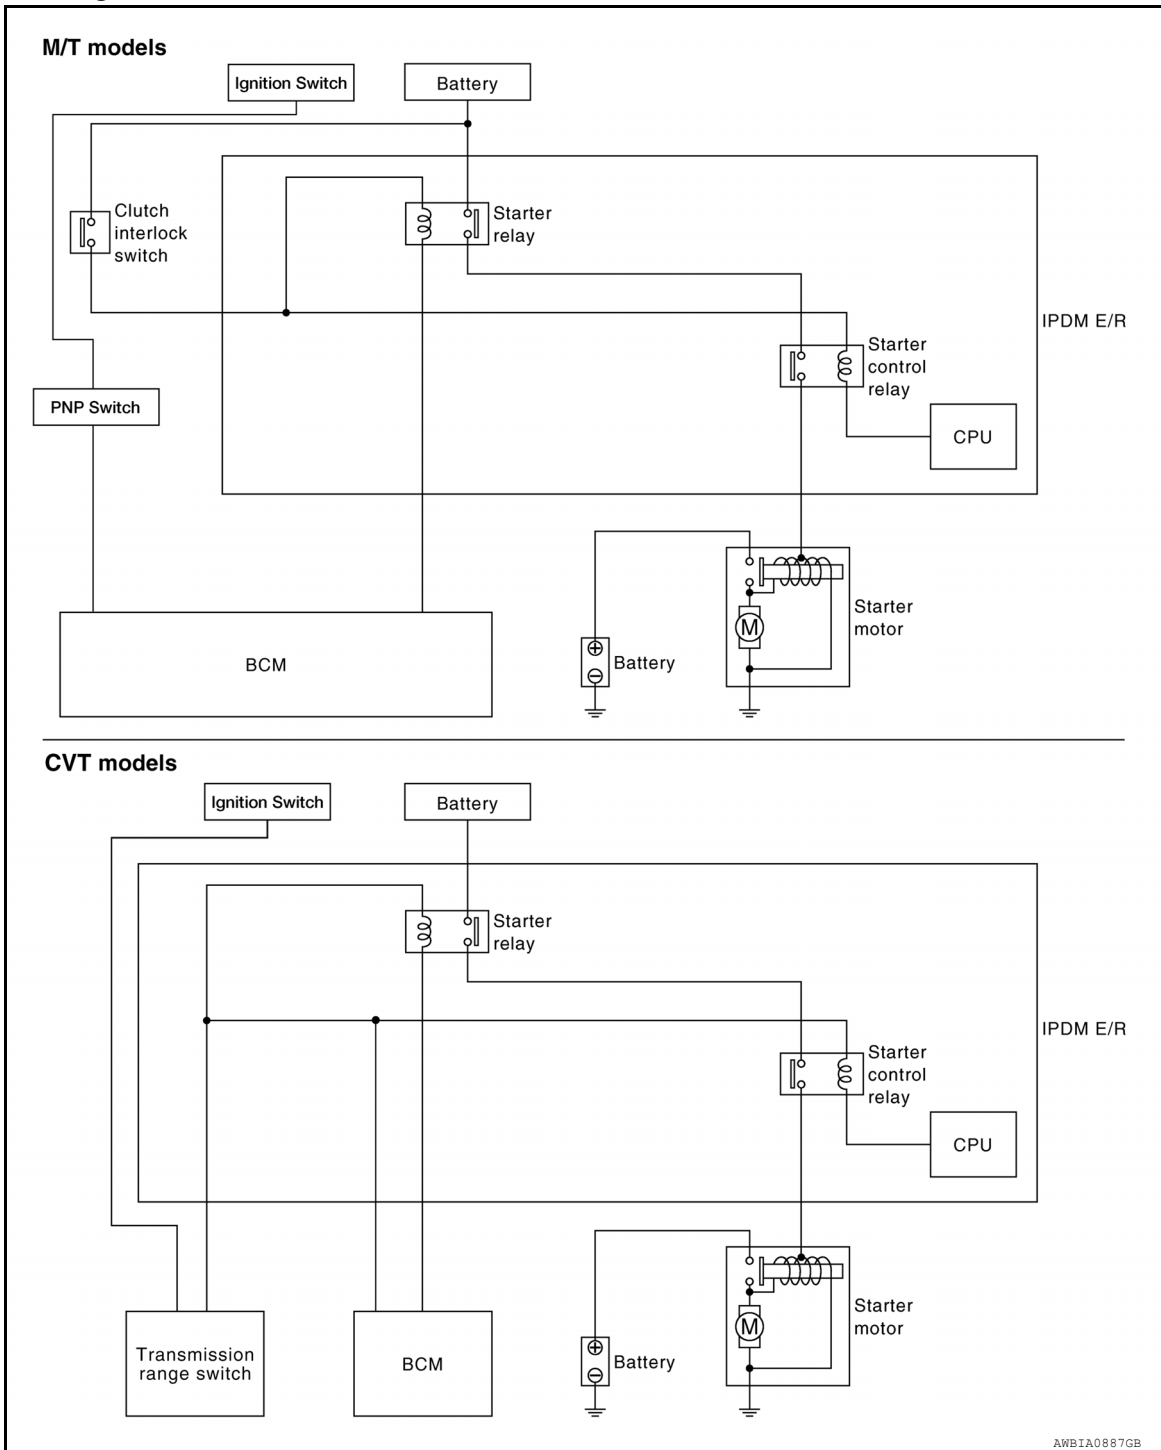 M/T models
Ignition Switch
Battery
Clutch
interlock
switch
Starter
relay
IPDM E/R
Starter
control
relay
PNP Switch
CPU
Starter
motor
M
Battery
BCM
CVT models
Ignition Switch
Battery
Starter
relay
IPDM E/R
Starter
control
relay
CPU
Starter
motor
M
Transmission
range switch
BCM
Battery
AWBIA0887GB